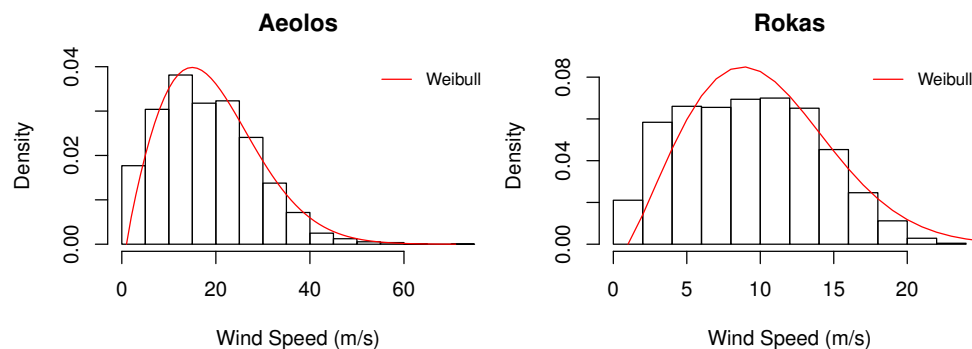 Aeolos
Density
0.00
0.02
0.04
Weibull
0 20 40 60
Wind Speed (m/s)
Rokas
Density
0.00
0.04
0.08
Weibull
0 5 10 15 20
Wind Speed (m/s)